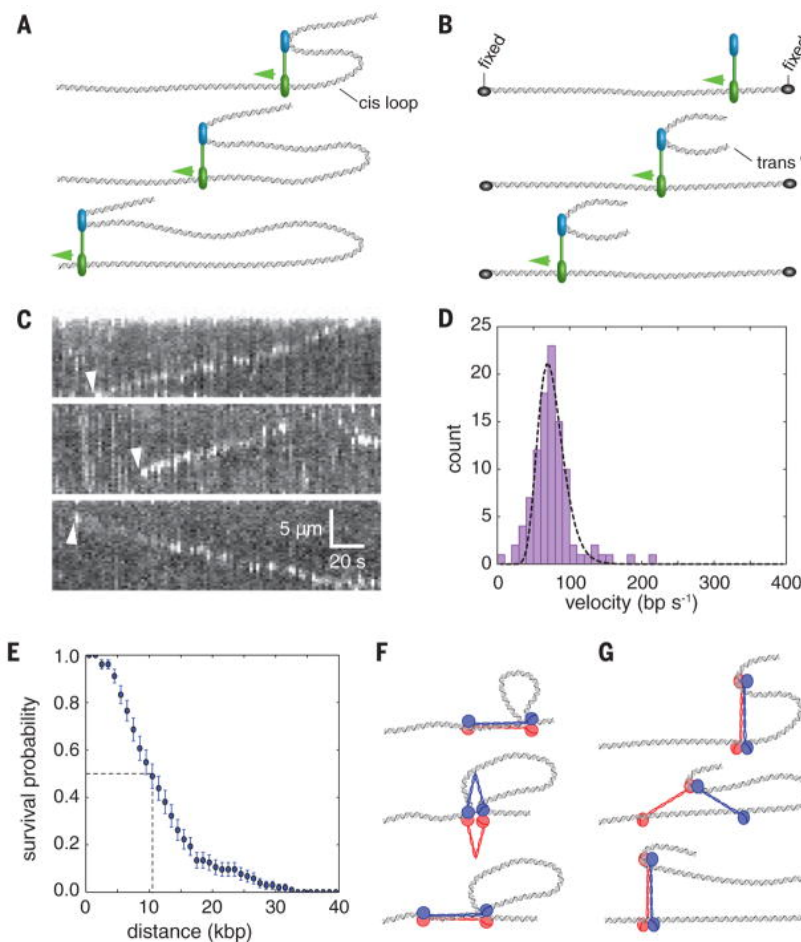 A
cis loop
B
fixed
fixed
trans
C
5 µm
20 s
D
25
20
15
10
5
0
count
0
100
200
300
400
velocity (bp s⁻¹)
E
1.0
0.8
0.6
0.4
0.2
0.0
survival probability
0
10
20
30
40
distance (kbp)
F
G